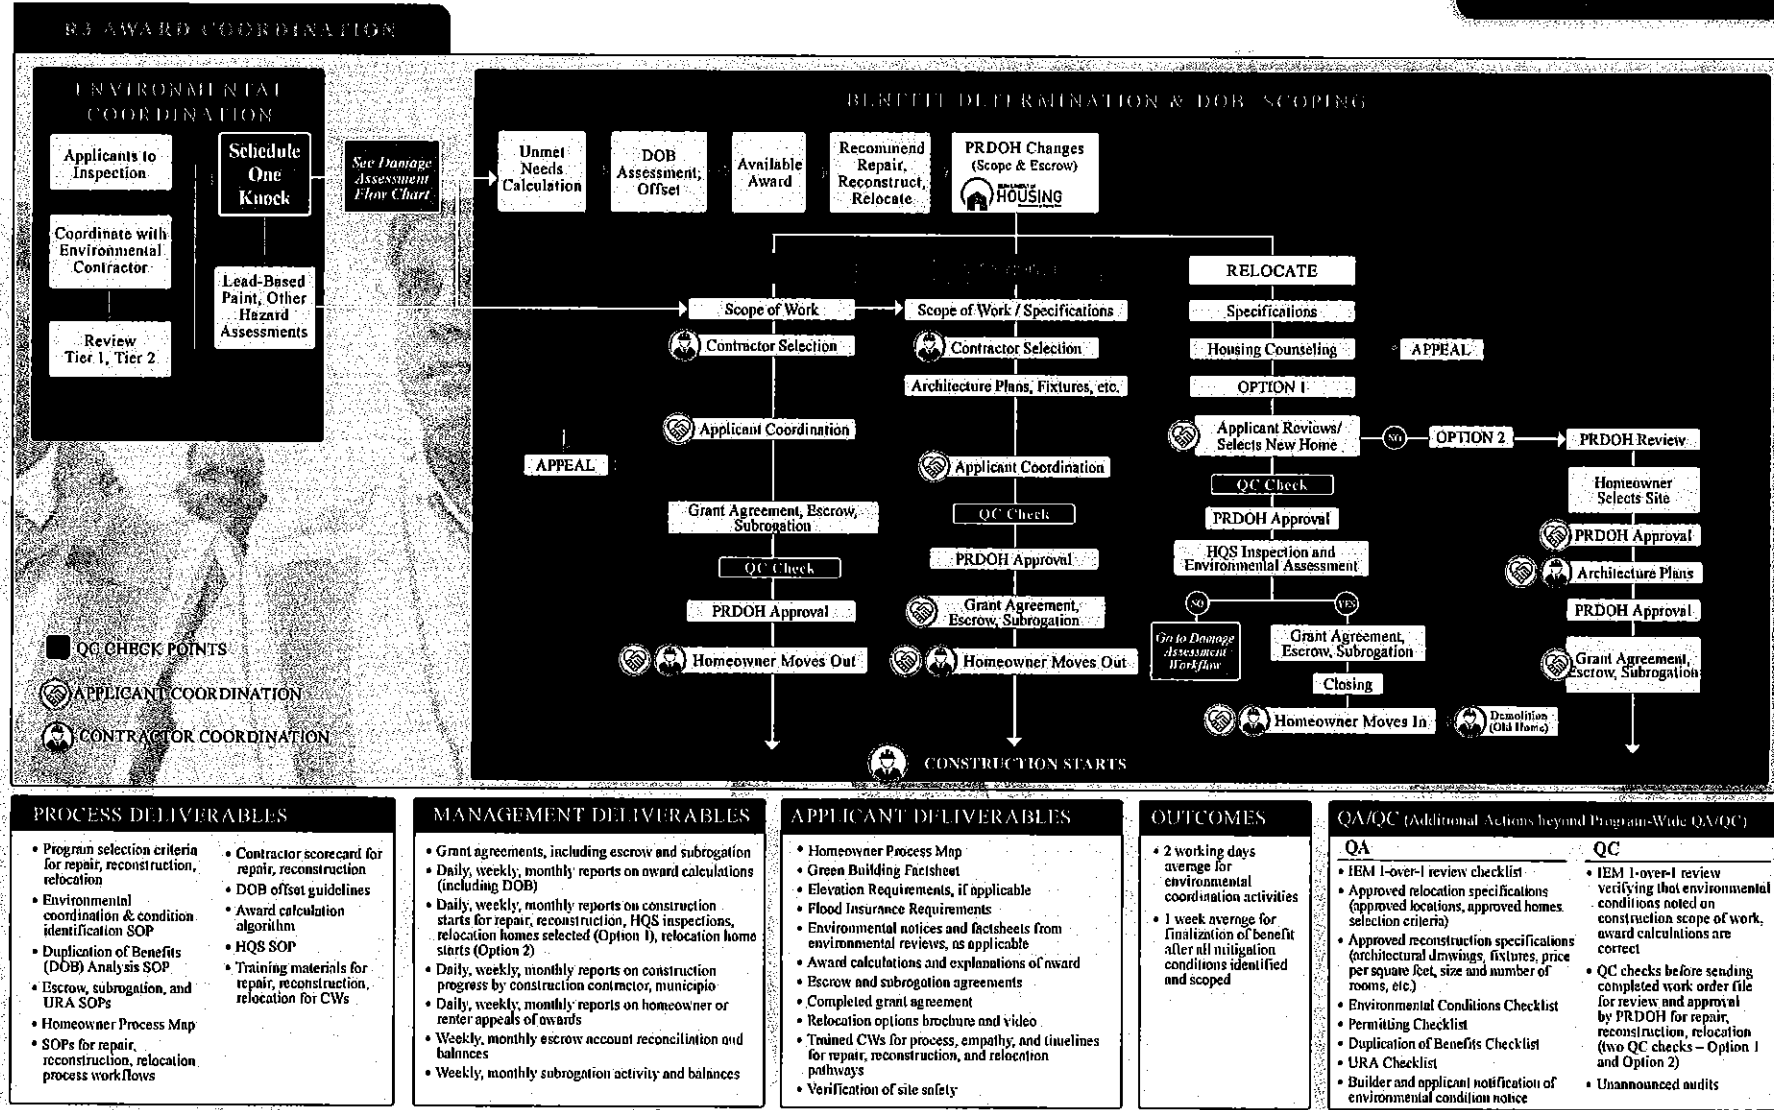 R3 AWARD COORDINATION
ENVIRONMENTAL
COORDINATION
Applicants to
Inspection
Coordinate with
Environmental
Contractor
Review
Tier 1, Tier 2
Schedule
One
Knock
Lead-Based
Paint, Other
Hazard
Assessments
See Damage
Assessment
Flow Chart
BENEFIT DETERMINATION & DOB SCOPING
Unmet
Needs
Calculation
DOB
Assessment,
Offset
Available
Award
Recommend
Repair,
Reconstruct,
Relocate
PRDOH Changes
(Scope & Escrow)
HOUSING
APPEAL
Scope of Work
Contractor Selection
Applicant Coordination
Grant Agreement, Escrow,
Subrogation
QC Check
PRDOH Approval
Homeowner Moves Out
Scope of Work / Specifications
Contractor Selection
Architecture Plans, Fixtures, etc.
Applicant Coordination
QC Check
PRDOH Approval
Grant Agreement,
Escrow, Subrogation
Homeowner Moves Out
RELOCATE
Specifications
Housing Counseling
APPEAL
OPTION 1
Applicant Reviews/
Selects New Home
NO
OPTION 2
QC Check
PRDOH Approval
HQS Inspection and
Environmental Assessment
NO
YES
Go to Damage
Assessment
Workflow
Grant Agreement,
Escrow, Subrogation
Closing
Homeowner Moves In
Demolition
(Old Home)
PRDOH Review
Homeowner
Selects Site
PRDOH Approval
Architecture Plans
PRDOH Approval
Grant Agreement,
Escrow, Subrogation
CONSTRUCTION STARTS
QC CHECK POINTS
APPLICANT COORDINATION
CONTRACTOR COORDINATION
PROCESS DELIVERABLES
• Program selection criteria
for repair, reconstruction,
relocation
• Environmental
coordination & condition
identification SOP
• Duplication of Benefits
(DOB) Analysis SOP
• Escrow, subrogation, and
URA SOPs
• Homeowner Process Map
• SOPs for repair,
reconstruction, relocation
process workflows
• Contractor scorecard for
repair, reconstruction
• DOB offset guidelines
• Award calculation
algorithm
• HQS SOP
• Training materials for
repair, reconstruction,
relocation for CWs
MANAGEMENT DELIVERABLES
• Grant agreements, including escrow and subrogation
• Daily, weekly, monthly reports on award calculations
(including DOB)
• Daily, weekly, monthly reports on construction
starts for repair, reconstruction, HQS inspections,
relocation homes selected (Option 1), relocation home
starts (Option 2)
• Daily, weekly, monthly reports on construction
progress by construction contractor, municipio
• Daily, weekly, monthly reports on homeowner or
renter appeals of awards
• Weekly, monthly escrow account reconciliation and
balances
• Weekly, monthly subrogation activity and balances
APPLICANT DELIVERABLES
• Homeowner Process Map
• Green Building Factsheet
• Elevation Requirements, if applicable
• Flood Insurance Requirements
• Environmental notices and factsheets from
environmental reviews, as applicable
• Award calculations and explanations of award
• Escrow and subrogation agreements
• Completed grant agreement
• Relocation options brochure and video
• Trained CWs for process, empathy, and timelines
for repair, reconstruction, and relocation
pathways
• Verification of site safety
OUTCOMES
• 2 working days
average for
environmental
coordination activities
• 1 week average for
finalization of benefit
after all mitigation
conditions identified
and scoped
QA/QC (Additional Actions beyond Program-Wide QA/QC)
QA
• IEM 1-over-1 review checklist
• Approved relocation specifications
(approved locations, approved homes,
selection criteria)
• Approved reconstruction specifications
(architectural drawings, fixtures, price
per square feet, size and number of
rooms, etc.)
• Environmental Conditions Checklist
• Permitting Checklist
• Duplication of Benefits Checklist
• URA Checklist
• Builder and applicant notification of
environmental condition notice
QC
• IEM 1-over-1 review
verifying that environmental
conditions noted on
construction scope of work,
award calculations are
correct
• QC checks before sending
completed work order file
for review and approval
by PRDOH for repair,
reconstruction, relocation
(two QC checks – Option 1
and Option 2)
• Unannounced audits